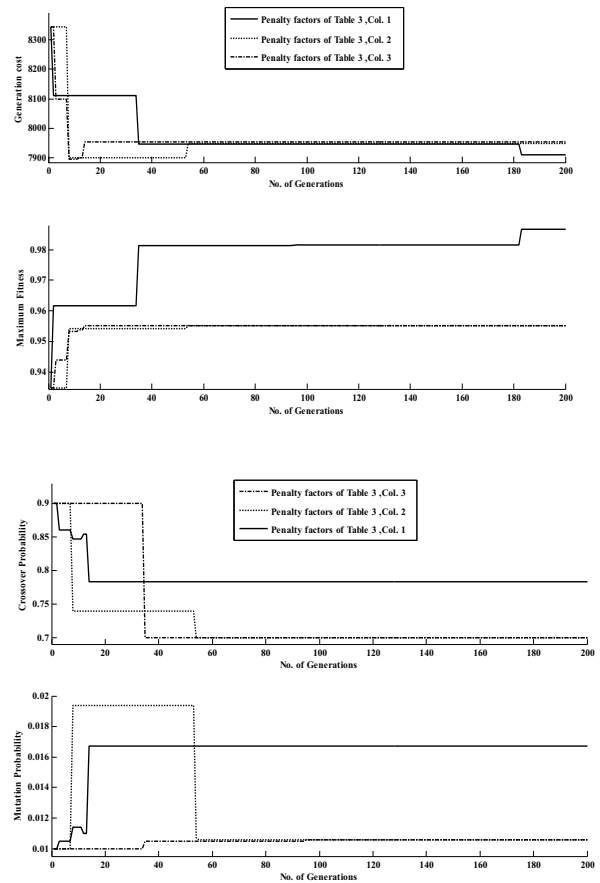 Penalty factors of Table 3 ,Col. 1
Penalty factors of Table 3 ,Col. 2
Penalty factors of Table 3 ,Col. 3
Generation cost
8300
8200
8100
8000
7900
0 20 40 60 80 100 120 140 160 180 200
No. of Generations
Maximum Fitness
0.98
0.97
0.96
0.95
0.94
0 20 40 60 80 100 120 140 160 180 200
No. of Generations
Penalty factors of Table 3 ,Col. 3
Penalty factors of Table 3 ,Col. 2
Penalty factors of Table 3 ,Col. 1
Crossover Probability
0.9
0.85
0.8
0.75
0.7
0 20 40 60 80 100 120 140 160 180 200
No. of Generations
Mutation Probability
0.02
0.018
0.016
0.014
0.012
0.01
0 20 40 60 80 100 120 140 160 180 200
No. of Generations